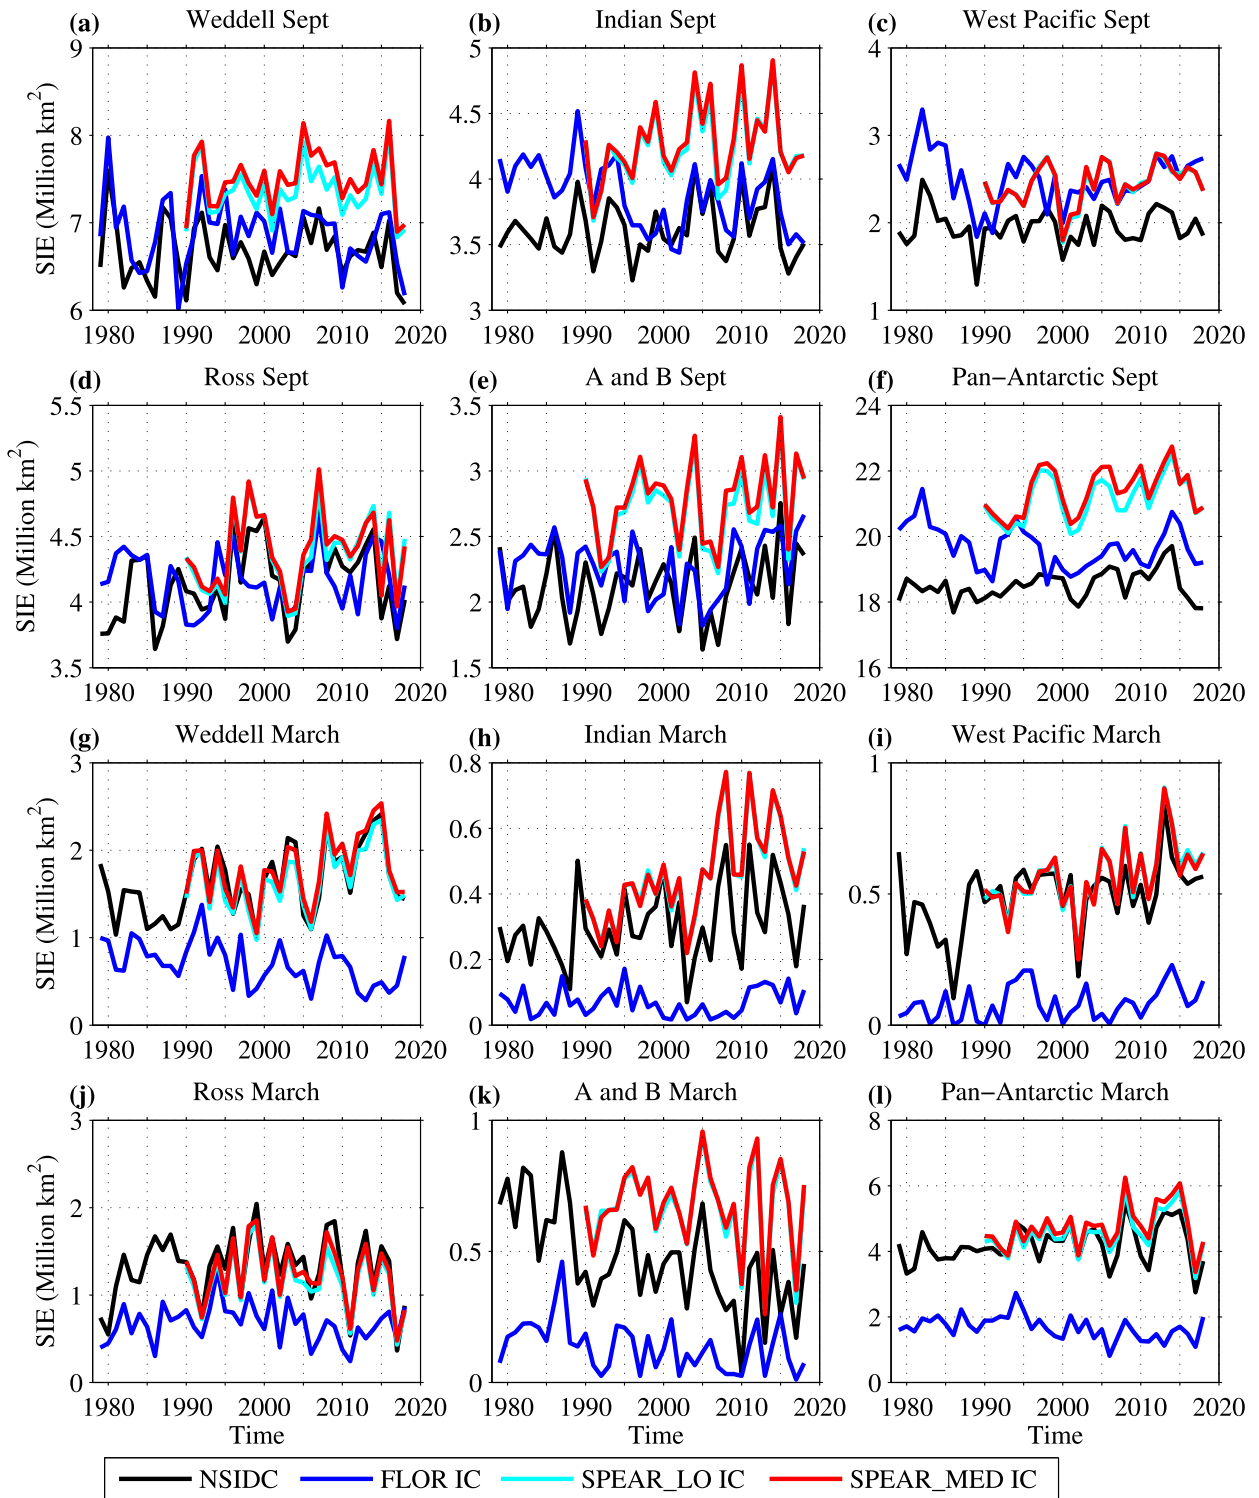 (a) Weddell Sept
(b) Indian Sept
(c) West Pacific Sept
SIE (Million km²)
9
8
7
6
1980 1990 2000 2010 2020
5
4.5
4
3.5
3
1980 1990 2000 2010 2020
4
3
2
1
1980 1990 2000 2010 2020
(d) Ross Sept
(e) A and B Sept
(f) Pan−Antarctic Sept
SIE (Million km²)
5.5
5
4.5
4
3.5
1980 1990 2000 2010 2020
3.5
3
2.5
2
1.5
1980 1990 2000 2010 2020
24
22
20
18
16
1980 1990 2000 2010 2020
(g) Weddell March
(h) Indian March
(i) West Pacific March
SIE (Million km²)
3
2
1
0
1980 1990 2000 2010 2020
0.8
0.6
0.4
0.2
0
1980 1990 2000 2010 2020
1
0.5
0
1980 1990 2000 2010 2020
(j) Ross March
(k) A and B March
(l) Pan−Antarctic March
SIE (Million km²)
3
2
1
0
1980 1990 2000 2010 2020
Time
1
0.5
0
1980 1990 2000 2010 2020
Time
8
6
4
2
0
1980 1990 2000 2010 2020
Time
NSIDC FLOR IC SPEAR_LO IC SPEAR_MED IC